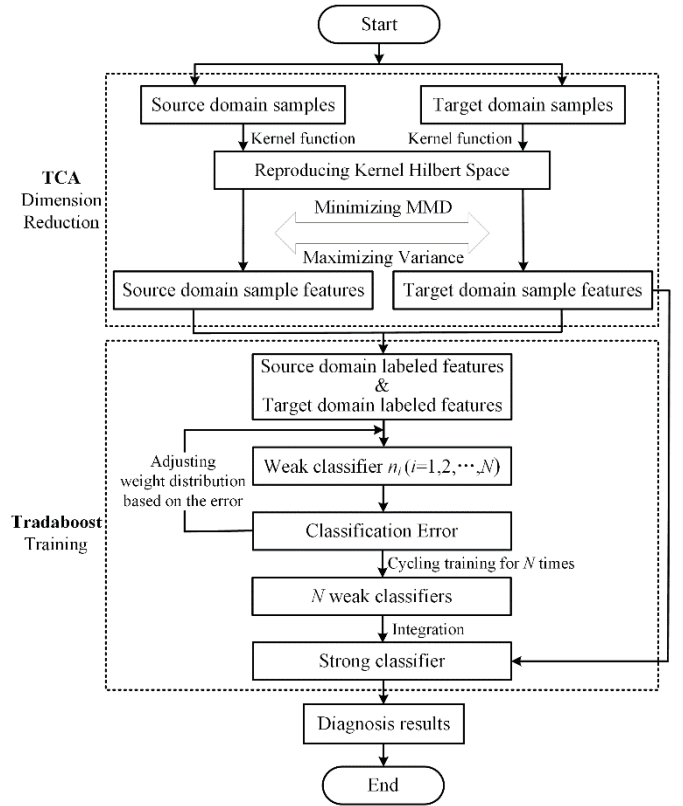 Start
Source domain samples
Target domain samples
Kernel function
Kernel function
Reproducing Kernel Hilbert Space
TCA
Dimension
Reduction
Minimizing MMD
Maximizing Variance
Source domain sample features
Target domain sample features
Source domain labeled features
&
Target domain labeled features
Adjusting
weight distribution
based on the error
Weak classifier ni (i=1,2,⋯,N)
Tradaboost
Training
Classification Error
Cycling training for N times
N weak classifiers
Integration
Strong classifier
Diagnosis results
End